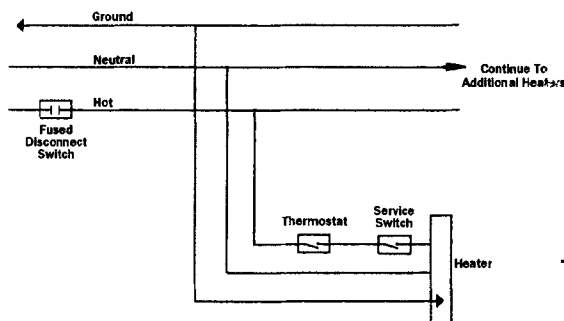 Ground
Neutral
Continue To
Additional Heaters
Hot
Fused
Disconnect
Switch
Thermostat
Service
Switch
Heater